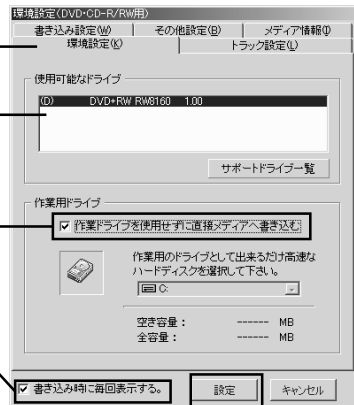 環境設定(DVD・CD-R/RW用)
書き込み設定(W) その他設定(B) メディア情報(I)
環境設定(K) トラック設定(L)
使用可能なドライブ
(D) DVD+RW RW8160 1.00
サポートドライブ一覧
作業用ドライブ
作業ドライブを使用せずに直接メディアへ書き込む
作業用のドライブとして出来るだけ高速な
ハードディスクを選択して下さい。
C:
空き容量： ------ MB
全容量： ------ MB
書き込み時に毎回表示する。 設定 キャンセル